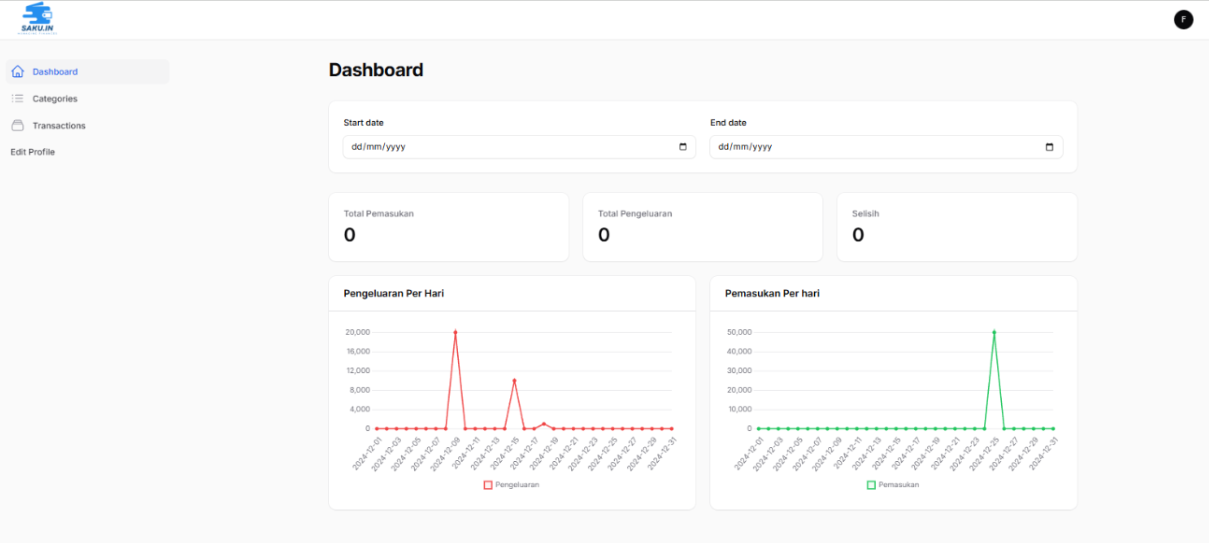 SAKU.IN
F
Dashboard
Categories
Transactions
Edit Profile
Dashboard
Start date
End date
dd/mm/yyyy
dd/mm/yyyy
Total Pemasukan
0
Total Pengeluaran
0
Selisih
0
Pengeluaran Per Hari
20,000
16,000
12,000
8,000
4,000
0
2024-12-01
2024-12-03
2024-12-05
2024-12-07
2024-12-09
2024-12-11
2024-12-13
2024-12-15
2024-12-17
2024-12-19
2024-12-21
2024-12-23
2024-12-25
2024-12-27
2024-12-29
2024-12-31
Pengeluaran
Pemasukan Per hari
50,000
40,000
30,000
20,000
10,000
0
2024-12-01
2024-12-03
2024-12-05
2024-12-07
2024-12-09
2024-12-11
2024-12-13
2024-12-15
2024-12-17
2024-12-19
2024-12-21
2024-12-23
2024-12-25
2024-12-27
2024-12-29
2024-12-31
Pemasukan